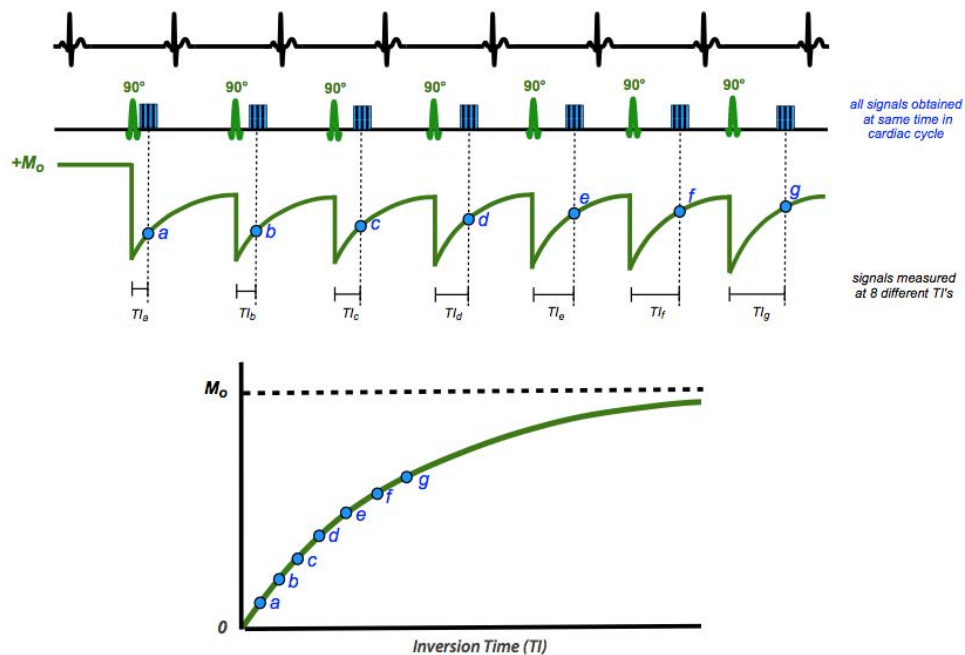 90° 90° 90° 90° 90° 90° 90°
all signals obtained
at same time in
cardiac cycle
+Mo
a b c d e f g
signals measured
at 8 different TI's
TIa TIb TIc TId TIe TIf TIg
Mo
g
f
e
d
c
b
a
0
Inversion Time (TI)